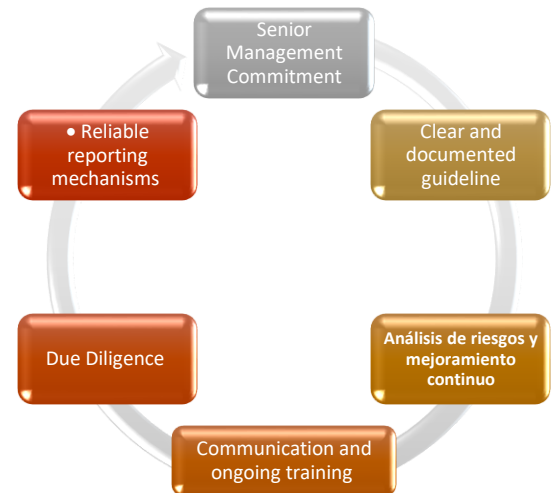 Senior
Management
Commitment
Clear and
documented
guideline
Análisis de riesgos y
mejoramiento
continuo
Communication and
ongoing training
Due Diligence
• Reliable
reporting
mechanisms